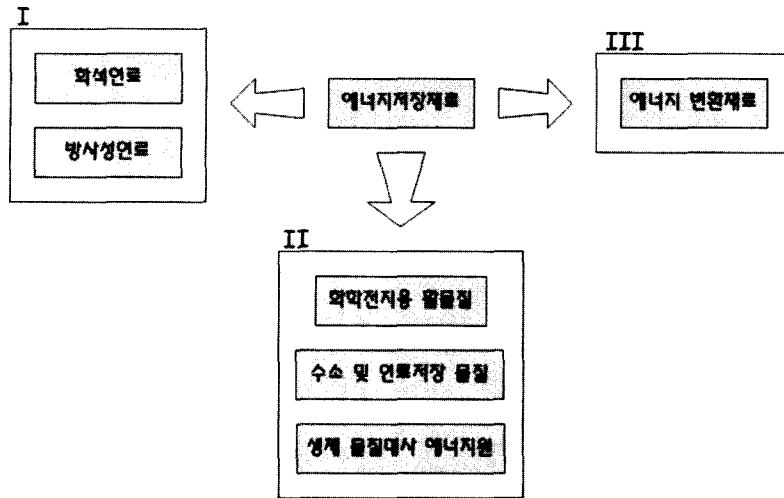 I
화석연료
방사성연료
에너지저장재료
III
에너지 변환재료
II
화학전지용 활물질
수소 및 연료저장 물질
생체 물질대사 에너지원